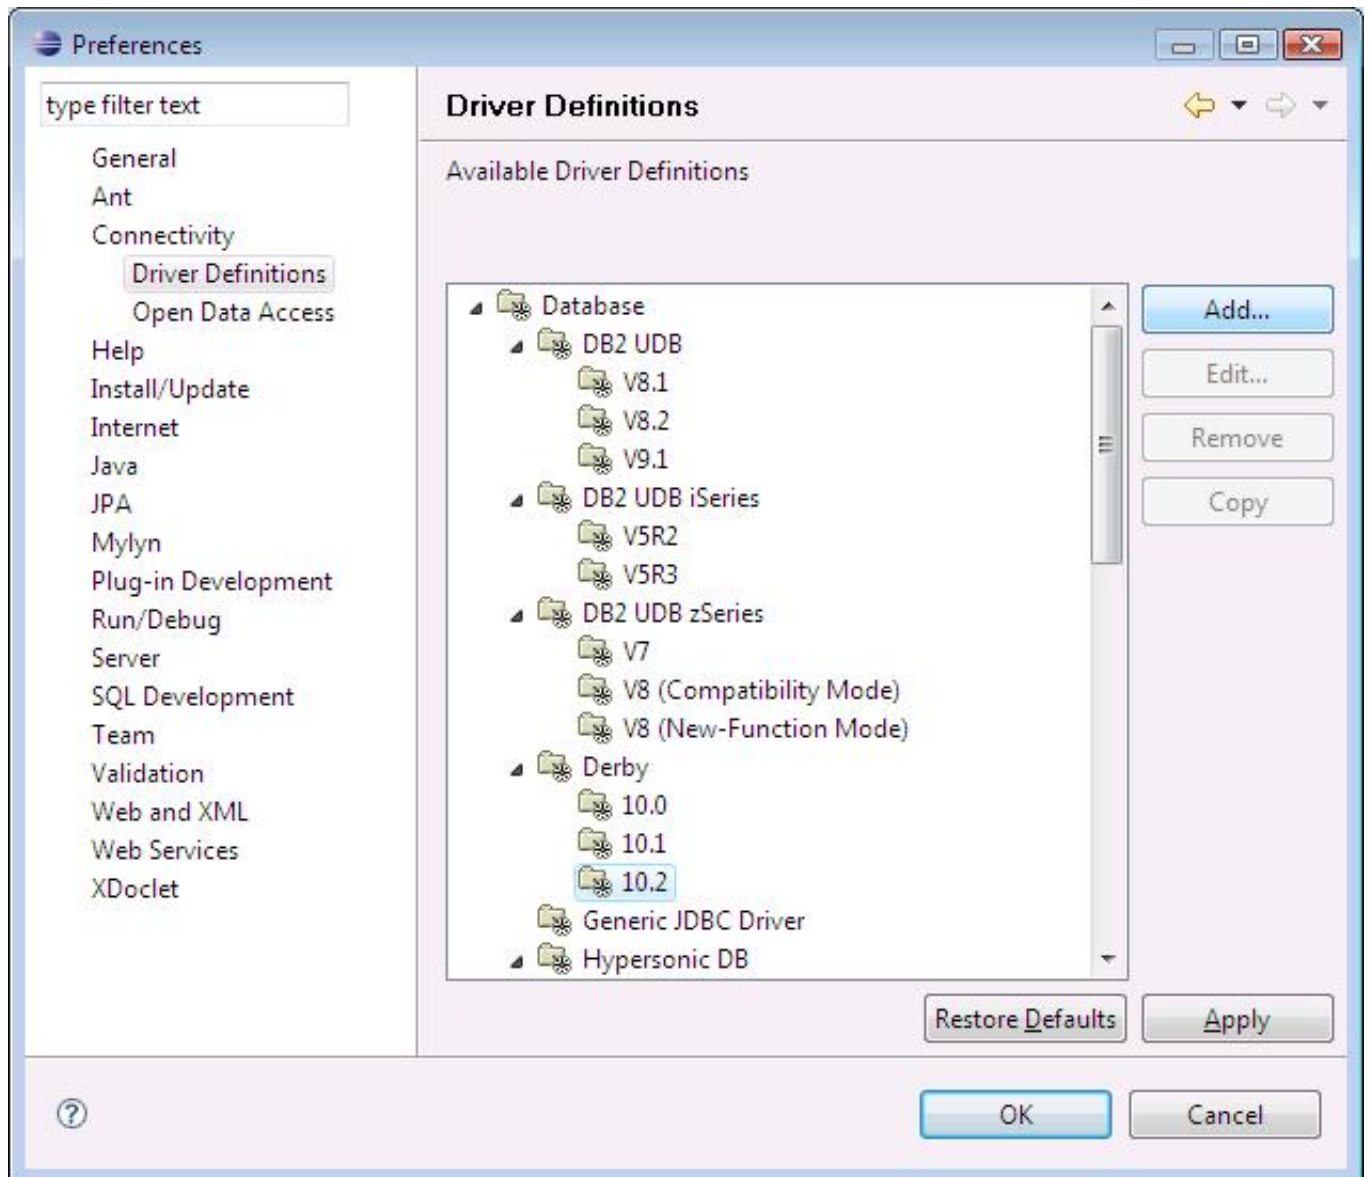 Preferences
type filter text
General
Ant
Connectivity
Driver Definitions
Open Data Access
Help
Install/Update
Internet
Java
JPA
Mylyn
Plug-in Development
Run/Debug
Server
SQL Development
Team
Validation
Web and XML
Web Services
XDoclet
Driver Definitions
Available Driver Definitions
Database
DB2 UDB
V8.1
V8.2
V9.1
DB2 UDB iSeries
V5R2
V5R3
DB2 UDB zSeries
V7
V8 (Compatibility Mode)
V8 (New-Function Mode)
Derby
10.0
10.1
10.2
Generic JDBC Driver
Hypersonic DB
Add...
Edit...
Remove
Copy
Restore Defaults
Apply
?
OK
Cancel